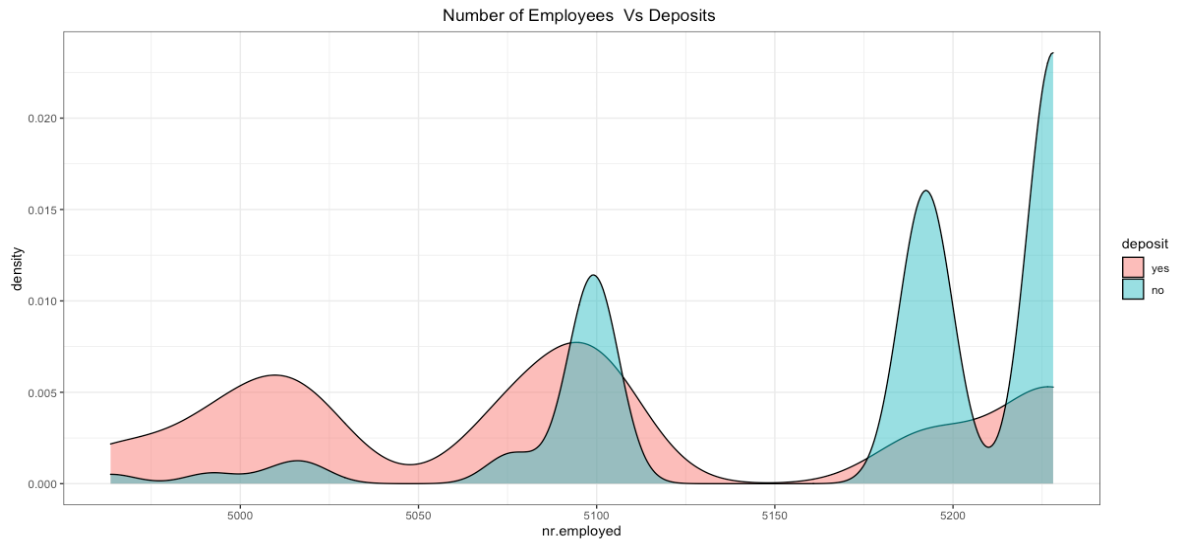 Number of Employees  Vs Deposits
density
0.020
0.015
0.010
0.005
0.000
5000
5050
5100
5150
5200
nr.employed
deposit
yes
no